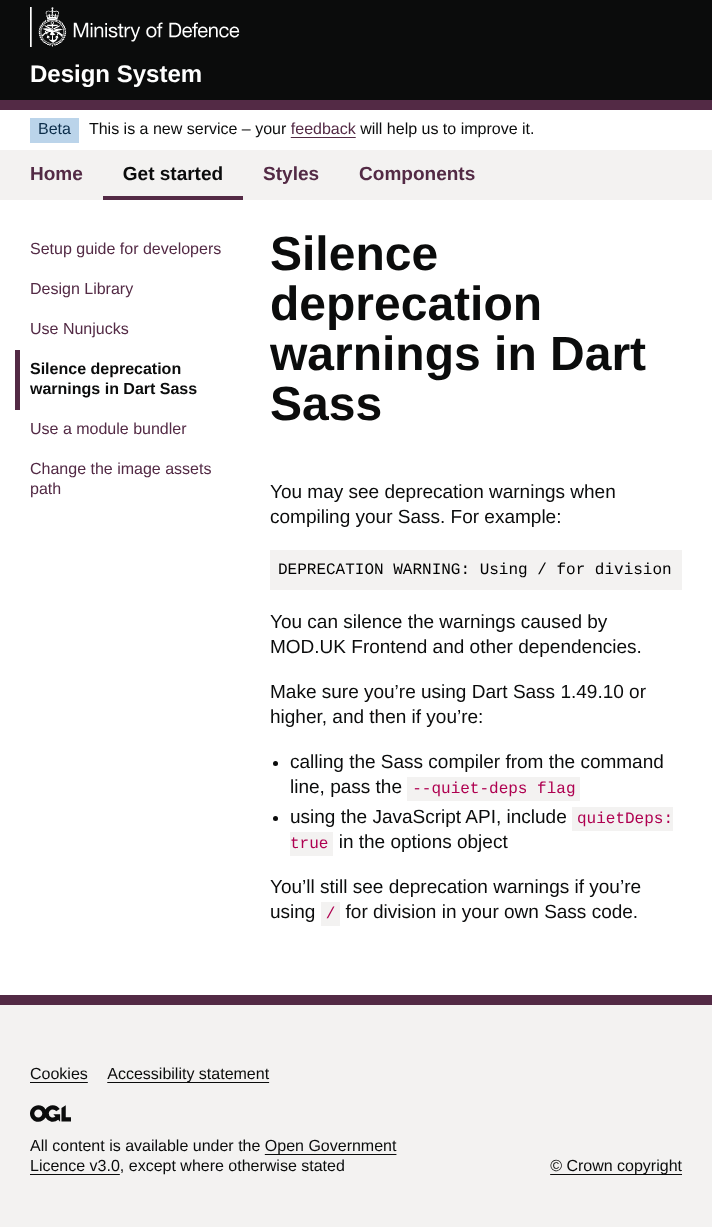 Ministry of Defence
Design System
Beta This is a new service – your feedback will help us to improve it.
Home Get started Styles Components
Setup guide for developers
Design Library
Use Nunjucks
Silence deprecation
warnings in Dart Sass
Use a module bundler
Change the image assets
path
Silence
deprecation
warnings in Dart
Sass
You may see deprecation warnings when
compiling your Sass. For example:
DEPRECATION WARNING: Using / for division
You can silence the warnings caused by
MOD.UK Frontend and other dependencies.
Make sure you’re using Dart Sass 1.49.10 or
higher, and then if you’re:
• calling the Sass compiler from the command
line, pass the --quiet-deps flag
• using the JavaScript API, include quietDeps:
true in the options object
You’ll still see deprecation warnings if you’re
using / for division in your own Sass code.
Cookies Accessibility statement
OGL
All content is available under the Open Government
Licence v3.0, except where otherwise stated
© Crown copyright